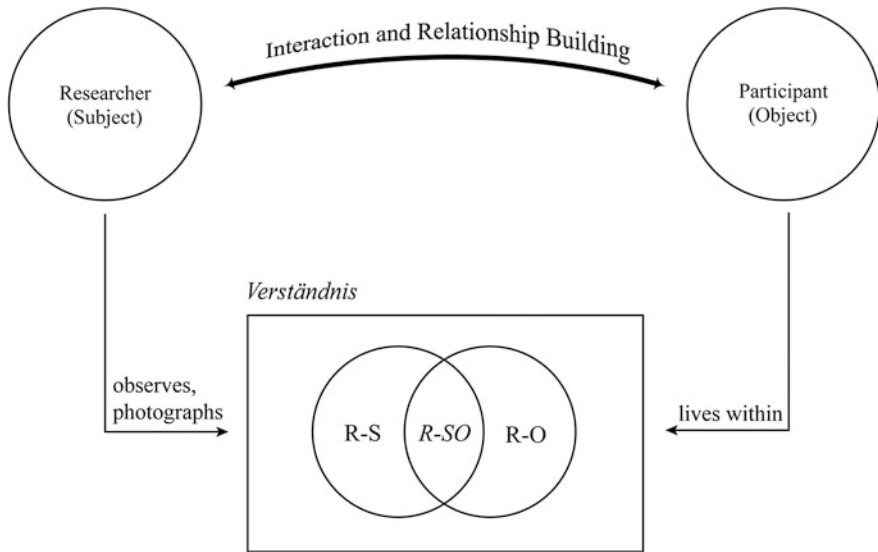 Interaction and Relationship Building
Researcher
(Subject)
Participant
(Object)
Verständnis
observes,
photographs
R-S
R-SO
R-O
lives within